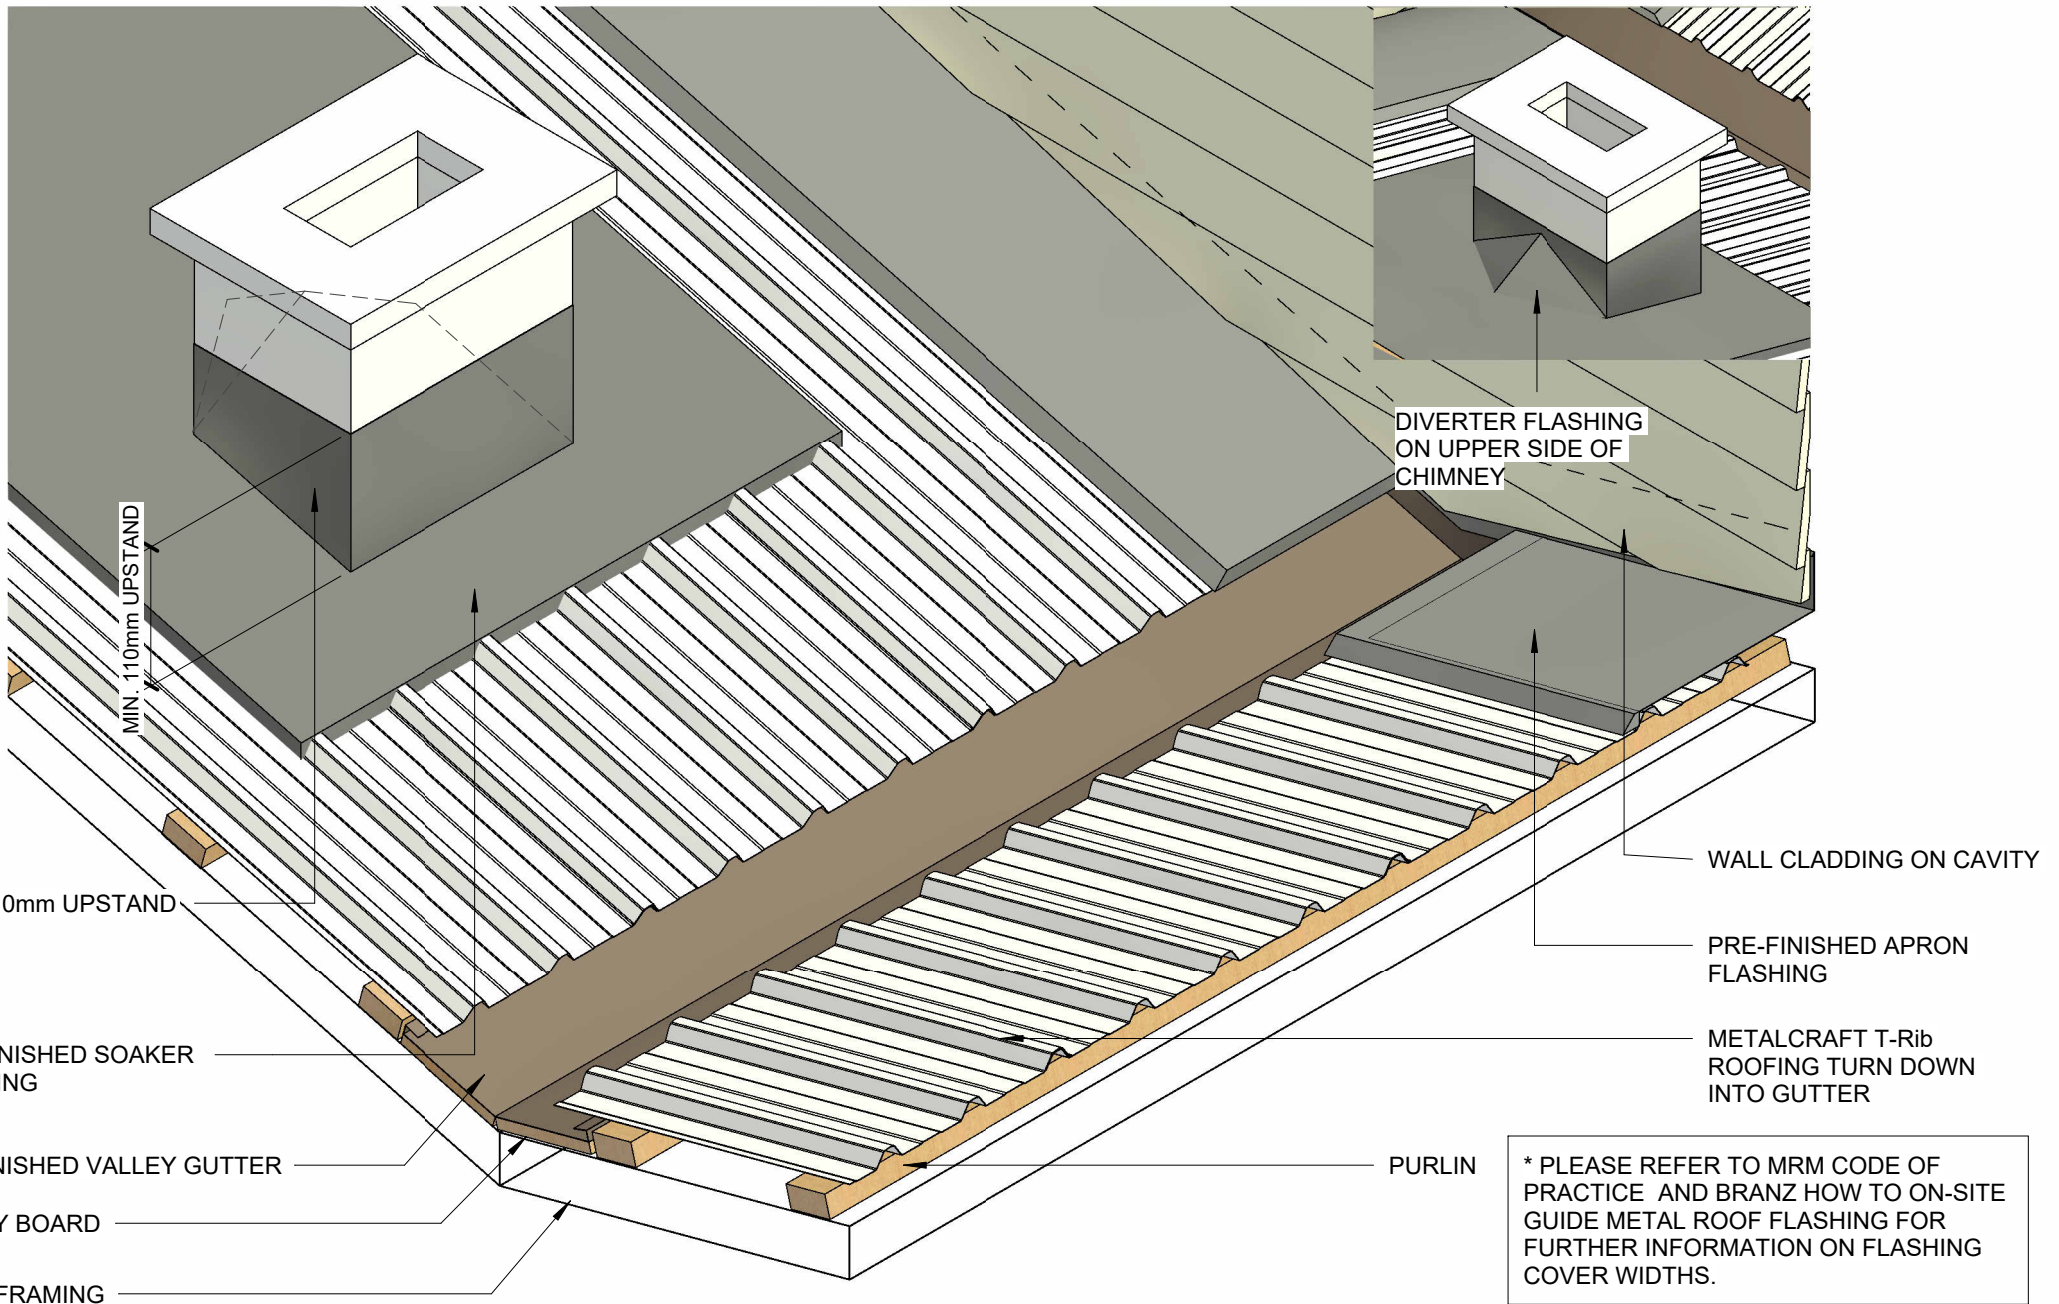 DIVERTER FLASHING
ON UPPER SIDE OF
CHIMNEY
MIN. 110mm UPSTAND
0mm UPSTAND
NISHED SOAKER
ING
NISHED VALLEY GUTTER
Y BOARD
FRAMING
WALL CLADDING ON CAVITY
PRE-FINISHED APRON
FLASHING
METALCRAFT T-Rib
ROOFING TURN DOWN
INTO GUTTER
PURLIN
* PLEASE REFER TO MRM CODE OF
PRACTICE AND BRANZ HOW TO ON-SITE
GUIDE METAL ROOF FLASHING FOR
FURTHER INFORMATION ON FLASHING
COVER WIDTHS.